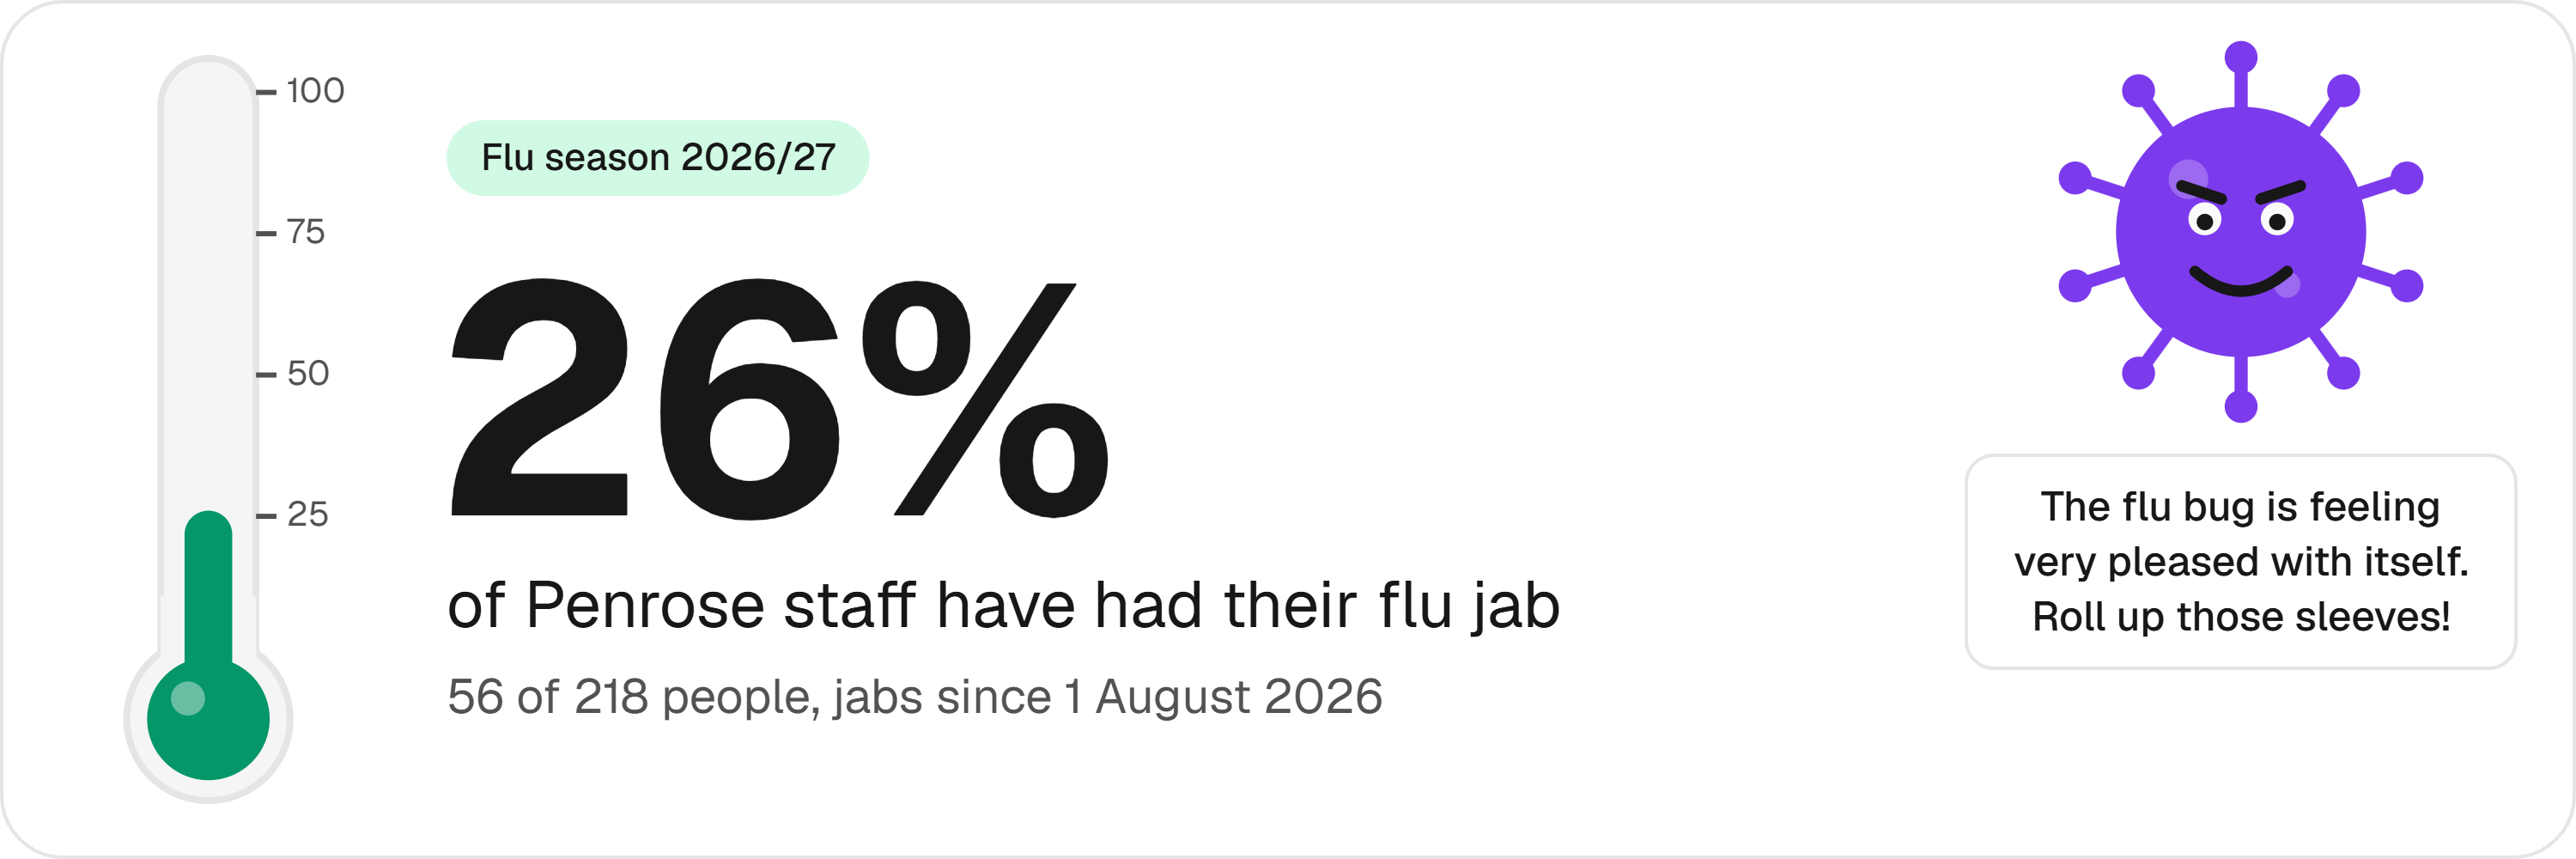 100
75
50
25
Flu season 2026/27
26%
of Penrose staff have had their flu jab
56 of 218 people, jabs since 1 August 2026
The flu bug is feeling
very pleased with itself.
Roll up those sleeves!